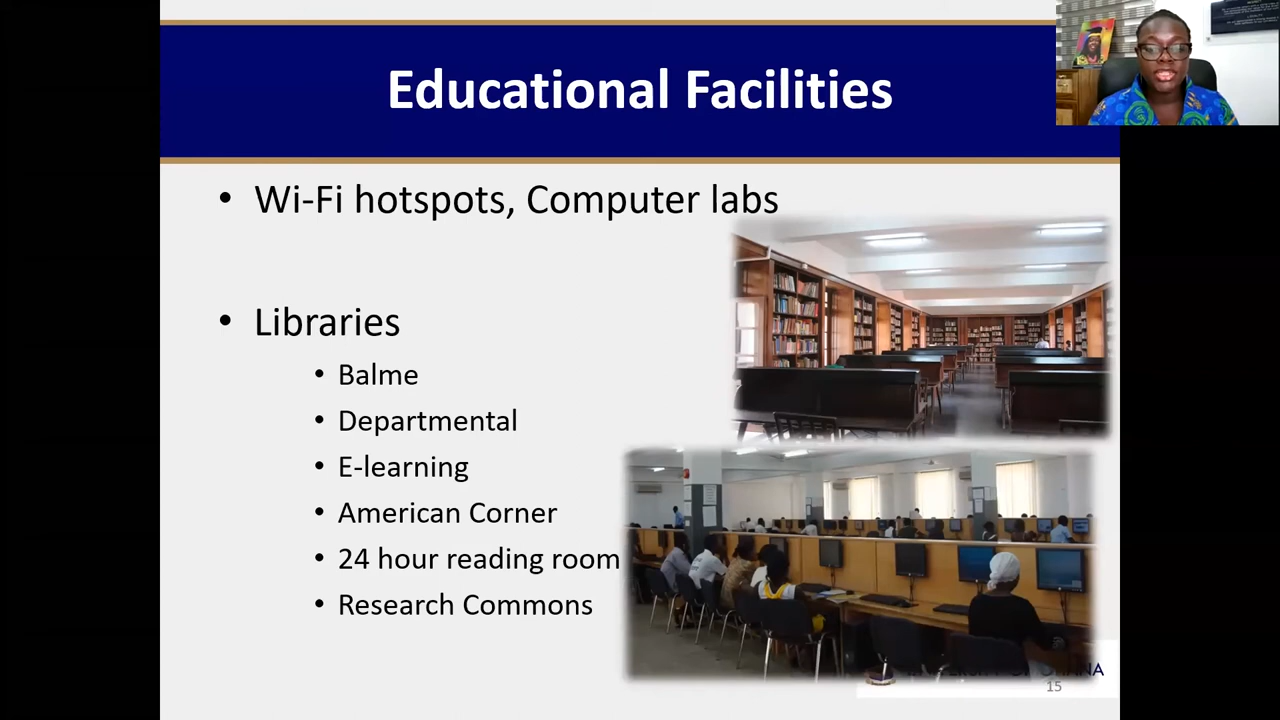 Educational Facilities
• Wi-Fi hotspots, Computer labs
• Libraries
• Balme
• Departmental
• E-learning
• American Corner
• 24 hour reading room
• Research Commons
15